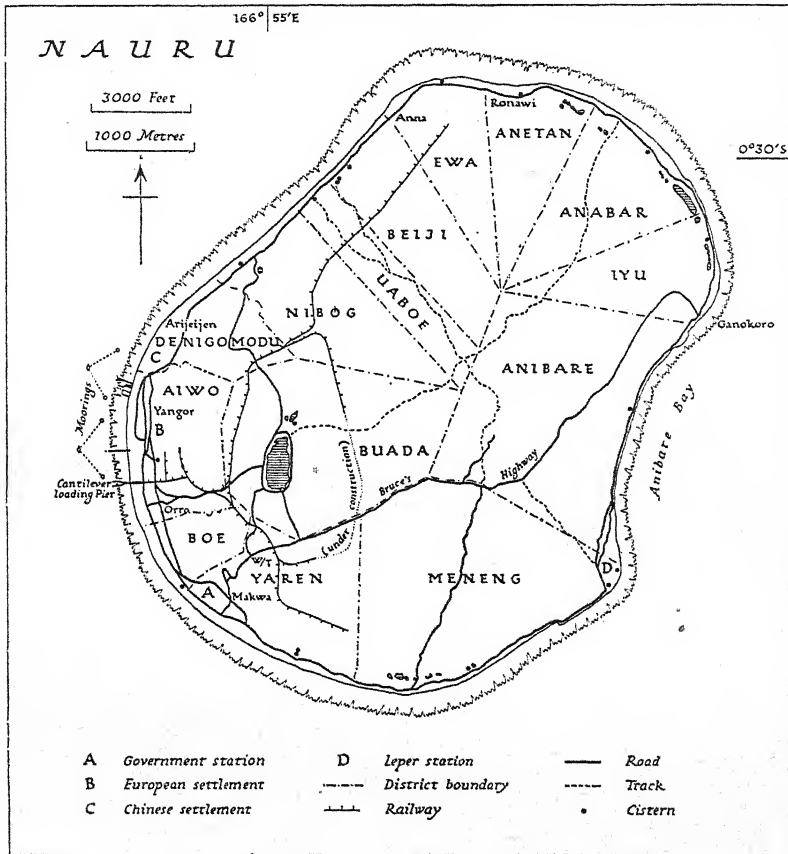 166° 55'E
NAURU
3000 Feet
1000 Metres
0°30'S
Anna
Ronawi
ANETAN
EWA
ANABAR
BEIJI
IYU
UABOE
NIBOG
Ganokoro
Arijeijen
DENIGOMODU
C
ANIBARE
AIWO
Moorings
Yangor
B
Anibare Bay
BUADA
Cantilever
loading Pier
Bruce's Highway
(under construction)
Orro
BOE
W/T
YAREN
MENENG
D
A
Makwa
A Government station
D leper station
Road
B European settlement
District boundary
Track
C Chinese settlement
Railway
Cistern